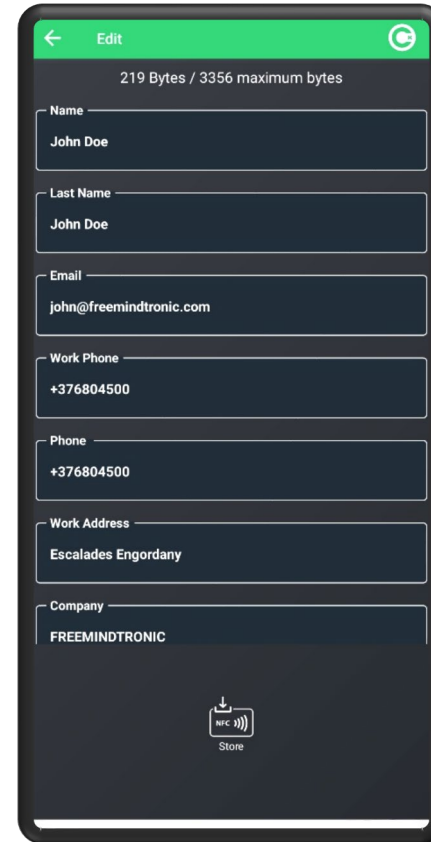 Edit
219 Bytes / 3356 maximum bytes
Name
John Doe
Last Name
John Doe
Email
john@freemindtronic.com
Work Phone
+376804500
Phone
+376804500
Work Address
Escalades Engordany
Company
FREEMINDTRONIC
NFC
Store